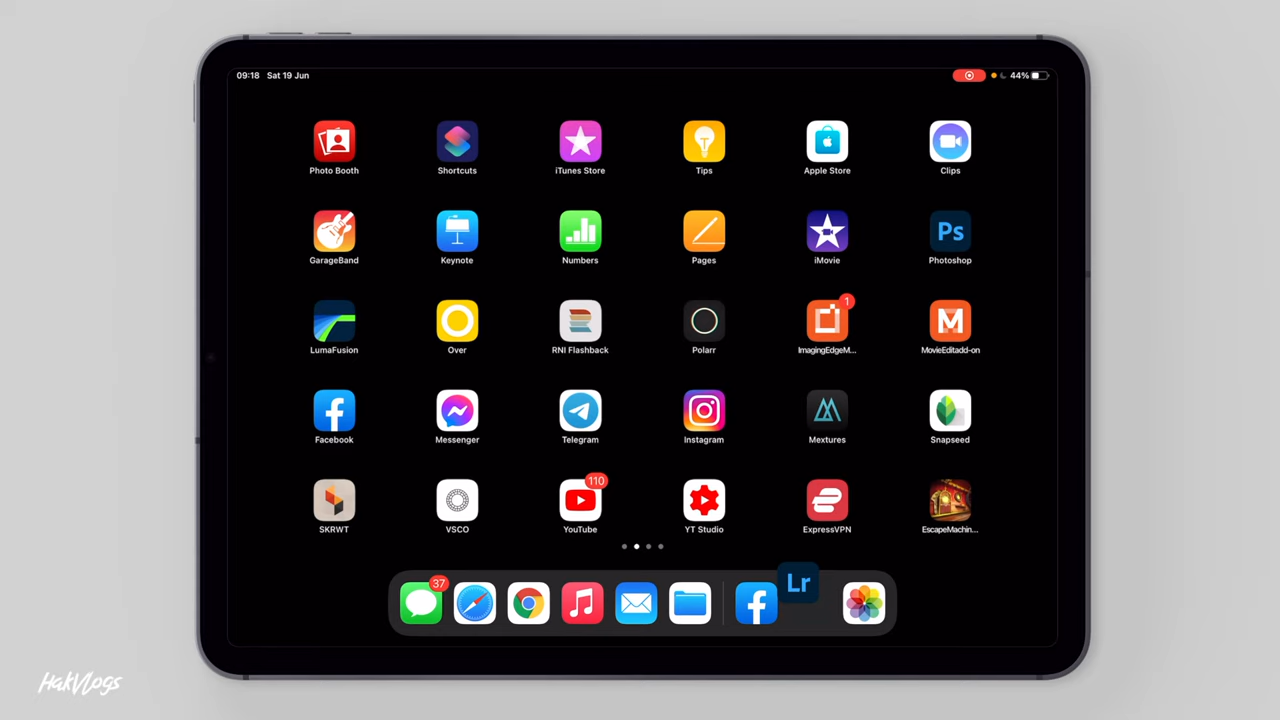 09:18 Sat 19 Jun 44%
Photo Booth Shortcuts iTunes Store Tips Apple Store Clips
Ps
GarageBand Keynote Numbers Pages iMovie Photoshop
1
M
LumaFusion Over RNI Flashback Polarr ImagingEdgeM... MovieEditadd-on
Facebook Messenger Telegram Instagram Mextures Snapseed
110
SKRWT VSCO YouTube YT Studio ExpressVPN EscapeMachin...
37
Lr
HakVlogs